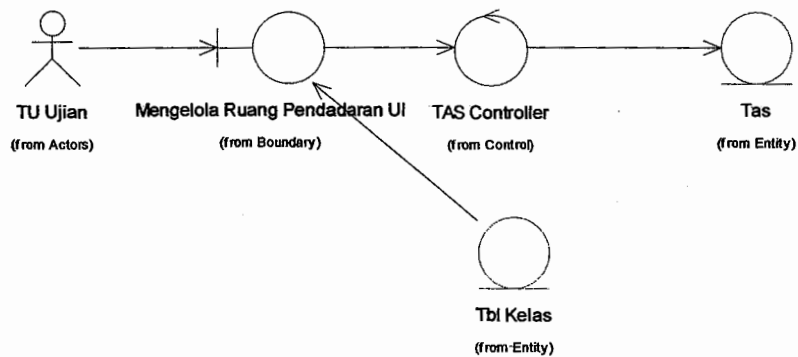 TU Ujian
(from Actors)
Mengelola Ruang Pendadaran UI
(from Boundary)
TAS Controller
(from Control)
Tas
(from Entity)
Tbl Kelas
(from Entity)